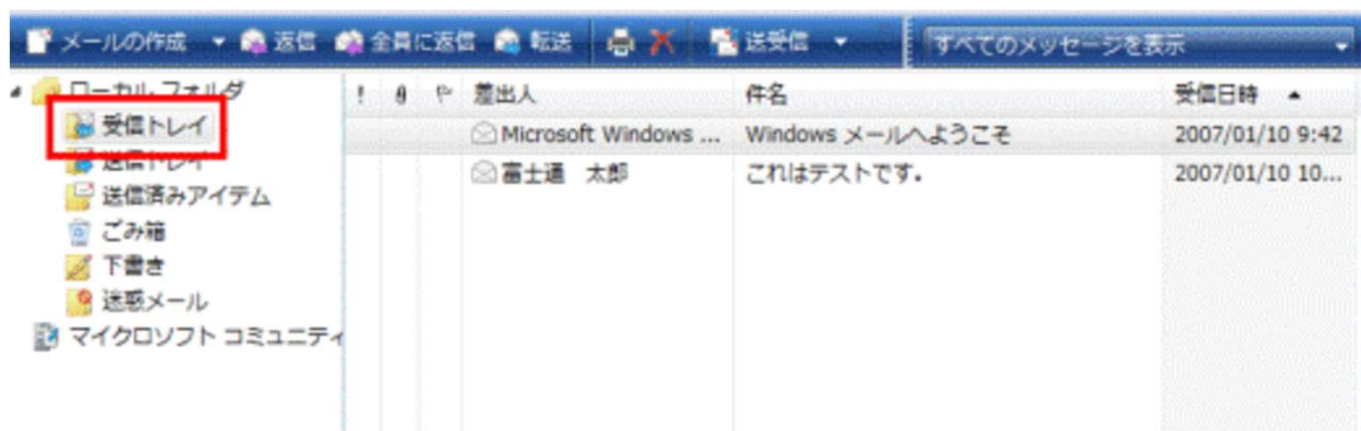 メールの作成 返信 全員に返信 転送 送受信 すべてのメッセージを表示
ローカル フォルダ
受信トレイ
送信トレイ
送信済みアイテム
ごみ箱
下書き
迷惑メール
マイクロソフト コミュニティ
! 差出人 件名 受信日時
Microsoft Windows ... Windows メールへようこそ 2007/01/10 9:42
富士通 太郎 これはテストです. 2007/01/10 10...